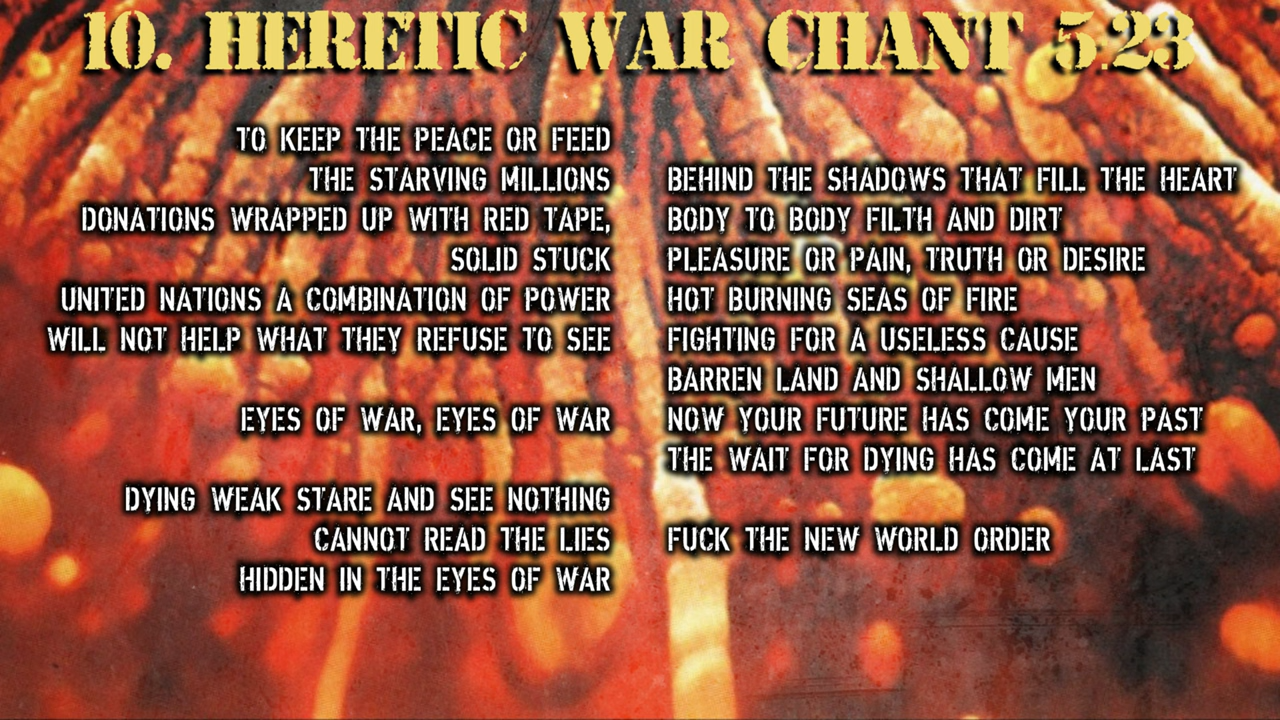 10. HERETIC WAR CHANT 5:23
TO KEEP THE PEACE OR FEED
THE STARVING MILLIONS
DONATIONS WRAPPED UP WITH RED TAPE,
SOLID STUCK
UNITED NATIONS A COMBINATION OF POWER
WILL NOT HELP WHAT THEY REFUSE TO SEE
EYES OF WAR, EYES OF WAR
DYING WEAK STARE AND SEE NOTHING
CANNOT READ THE LIES
HIDDEN IN THE EYES OF WAR
BEHIND THE SHADOWS THAT FILL THE HEART
BODY TO BODY FILTH AND DIRT
PLEASURE OR PAIN, TRUTH OR DESIRE
HOT BURNING SEAS OF FIRE
FIGHTING FOR A USELESS CAUSE
BARREN LAND AND SHALLOW MEN
NOW YOUR FUTURE HAS COME YOUR PAST
THE WAIT FOR DYING HAS COME AT LAST
FUCK THE NEW WORLD ORDER